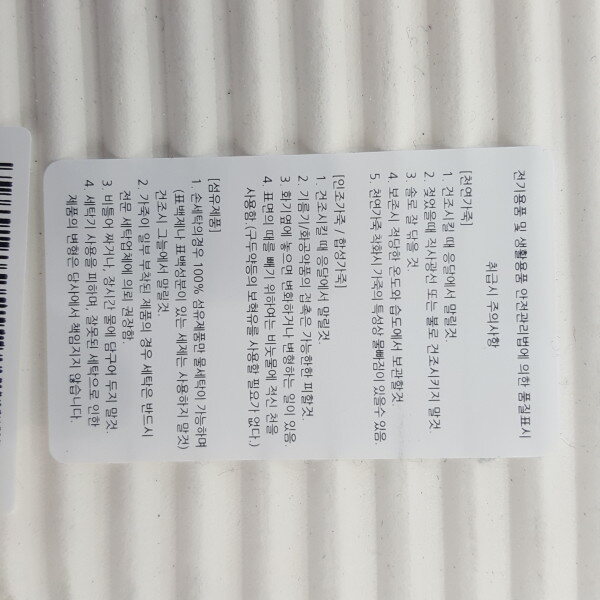 전기용품 및 생활용품 안전관리법에 의한 품질표시
취급시 주의사항
[천연가죽]
1. 건조시킬 때 응달에서 말릴것.
2. 젖었을때 직사광선 또는 불로 건조시키지 말것.
3 솔로 잘 닦을 것
4. 보존시 적당한 온도와 습도에서 보관할것
5. 천연가죽 착화시 가죽의 특성상 물빠짐이 있을수 있음
[인조가죽 / 합성가죽]
1. 건조시킬 때 응달에서 말릴것
2. 기름기/화공약품의 접촉은 가능한한 피할것
3. 화기옆에 놓으면 변화하거나 변형하는 일이 있음.
4. 표면의 때를 빼기 위하여는 비눗물에 적신 천을
사용함 (구두약등의 보혁유를 사용할 필요가 없다.)
[섬유제품]
1. 손세탁의경우 100% 섬유제품만 물세탁이 가능하며
(표백제나 표백성분이 있는 세제는 사용하지 말것)
건조시 그늘에서 말릴것.
2. 가죽이 일부 부착된 제품의 경우 세탁은 반드시
전문 세탁업체에 의뢰 권장함.
3. 비틀어 짜거나, 장시간 물에 담구어 두지 말것.
4. 세탁기 사용을 피하며, 잘못된 세탁으로 인한
제품의 변형은 당사에서 책임지지 않습니다.